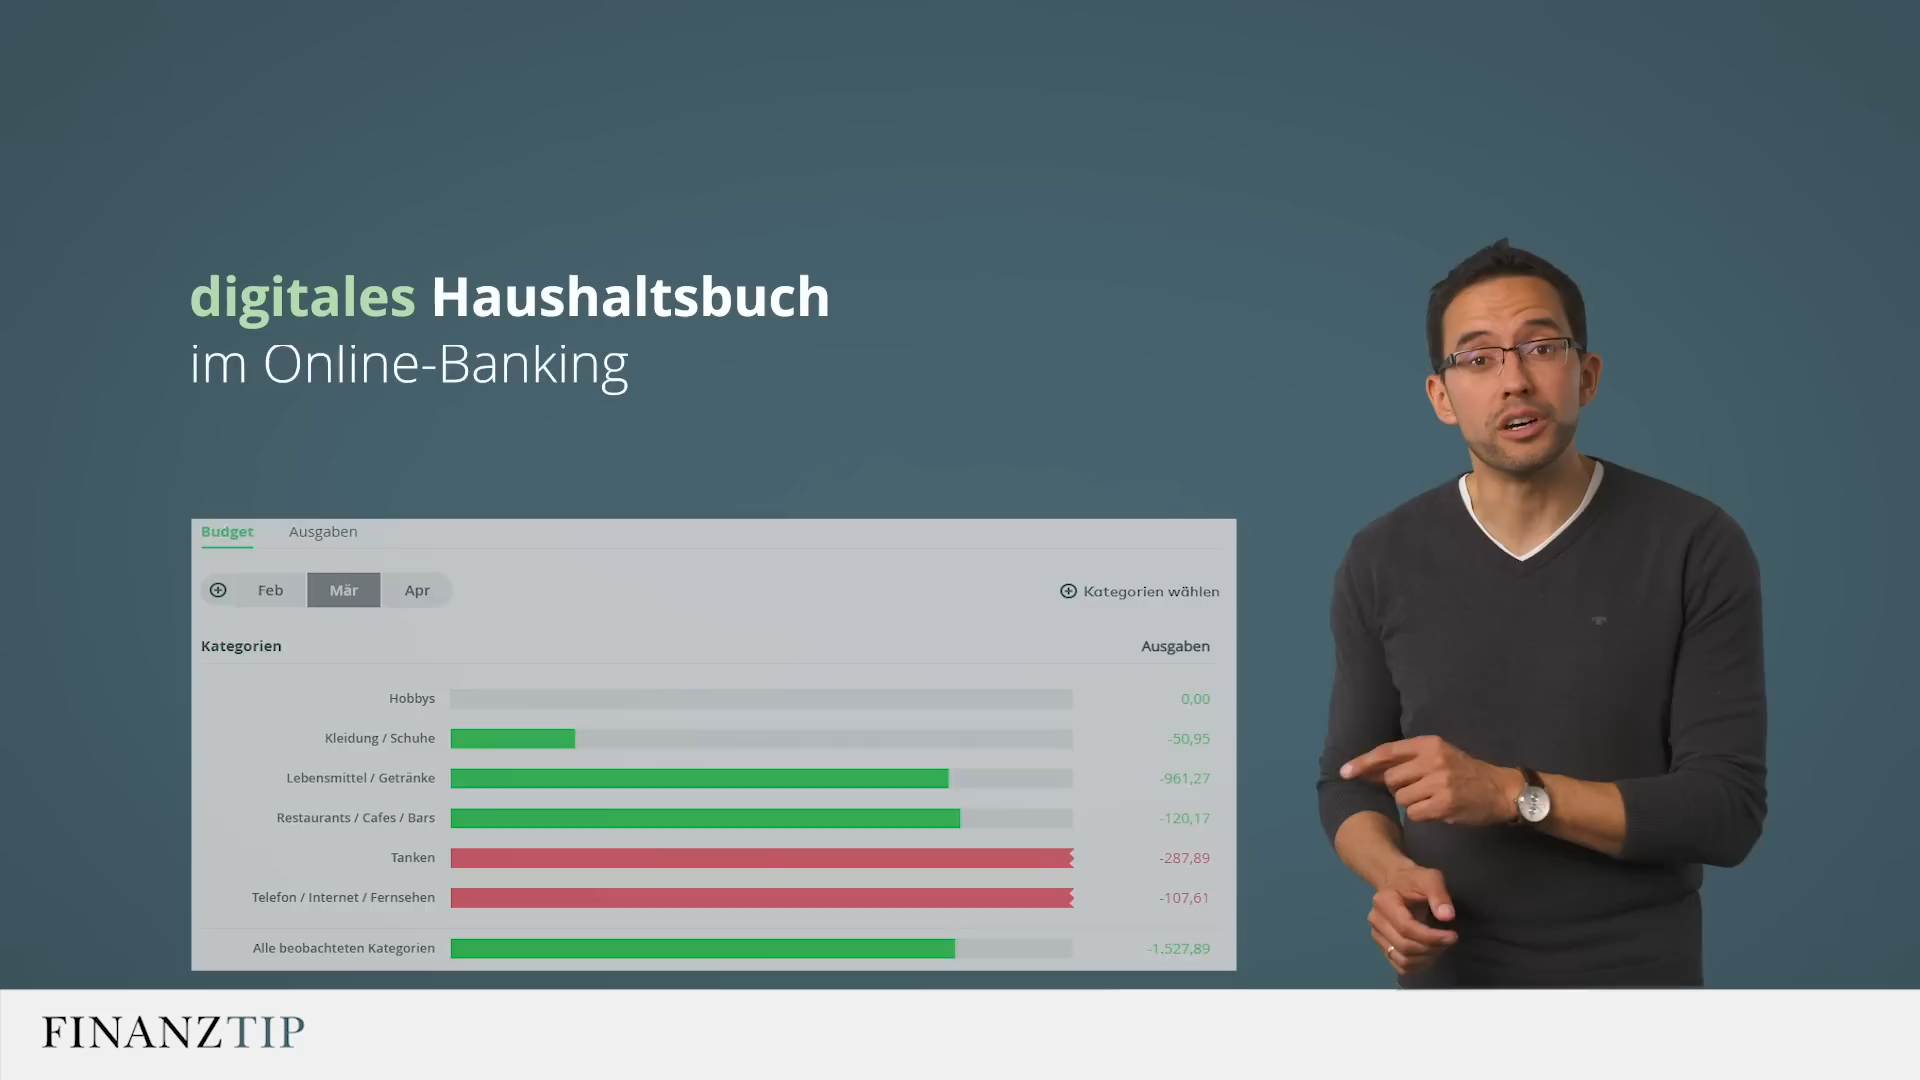 digitales Haushaltsbuch
im Online-Banking
Budget Ausgaben
Feb Mär Apr
Kategorien wählen
Kategorien Ausgaben
Hobbys 0,00
Kleidung / Schuhe -50,95
Lebensmittel / Getränke -961,27
Restaurants / Cafes / Bars -120,17
Tanken -287,89
Telefon / Internet / Fernsehen -107,61
Alle beobachteten Kategorien -1.527,89
FINANZTIP